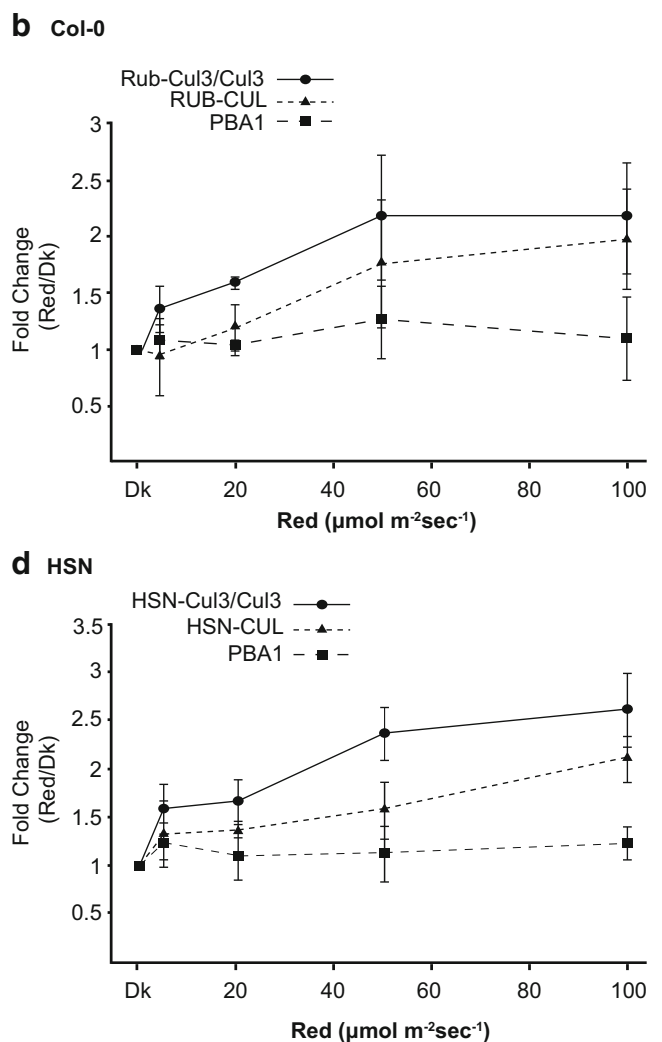 b Col-0
Rub-Cul3/Cul3
RUB-CUL
PBA1
3
2.5
2
1.5
1
0.5
Fold Change
(Red/Dk)
Dk 20 40 60 80 100
Red (µmol m⁻²sec⁻¹)
d HSN
HSN-Cul3/Cul3
HSN-CUL
PBA1
3.5
3
2.5
2
1.5
1
0.5
Fold Change
(Red/Dk)
Dk 20 40 60 80 100
Red (µmol m⁻²sec⁻¹)